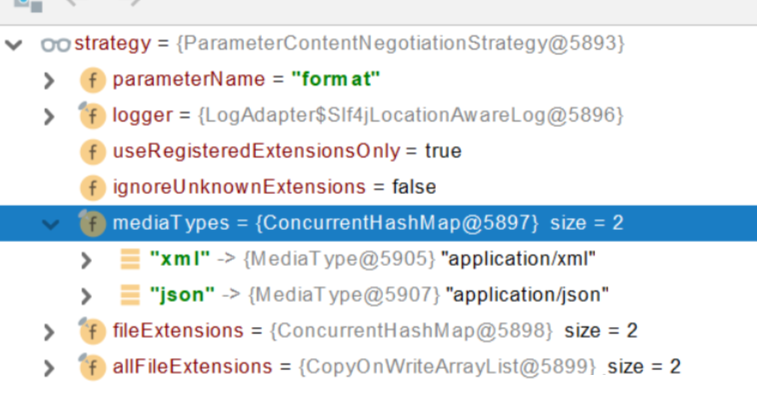 strategy = {ParameterContentNegotiationStrategy@5893}
f parameterName = "format"
f logger = {LogAdapter$Slf4jLocationAwareLog@5896}
f useRegisteredExtensionsOnly = true
f ignoreUnknownExtensions = false
f mediaTypes = {ConcurrentHashMap@5897} size = 2
"xml" -> {MediaType@5905} "application/xml"
"json" -> {MediaType@5907} "application/json"
f fileExtensions = {ConcurrentHashMap@5898} size = 2
f allFileExtensions = {CopyOnWriteArrayList@5899} size = 2